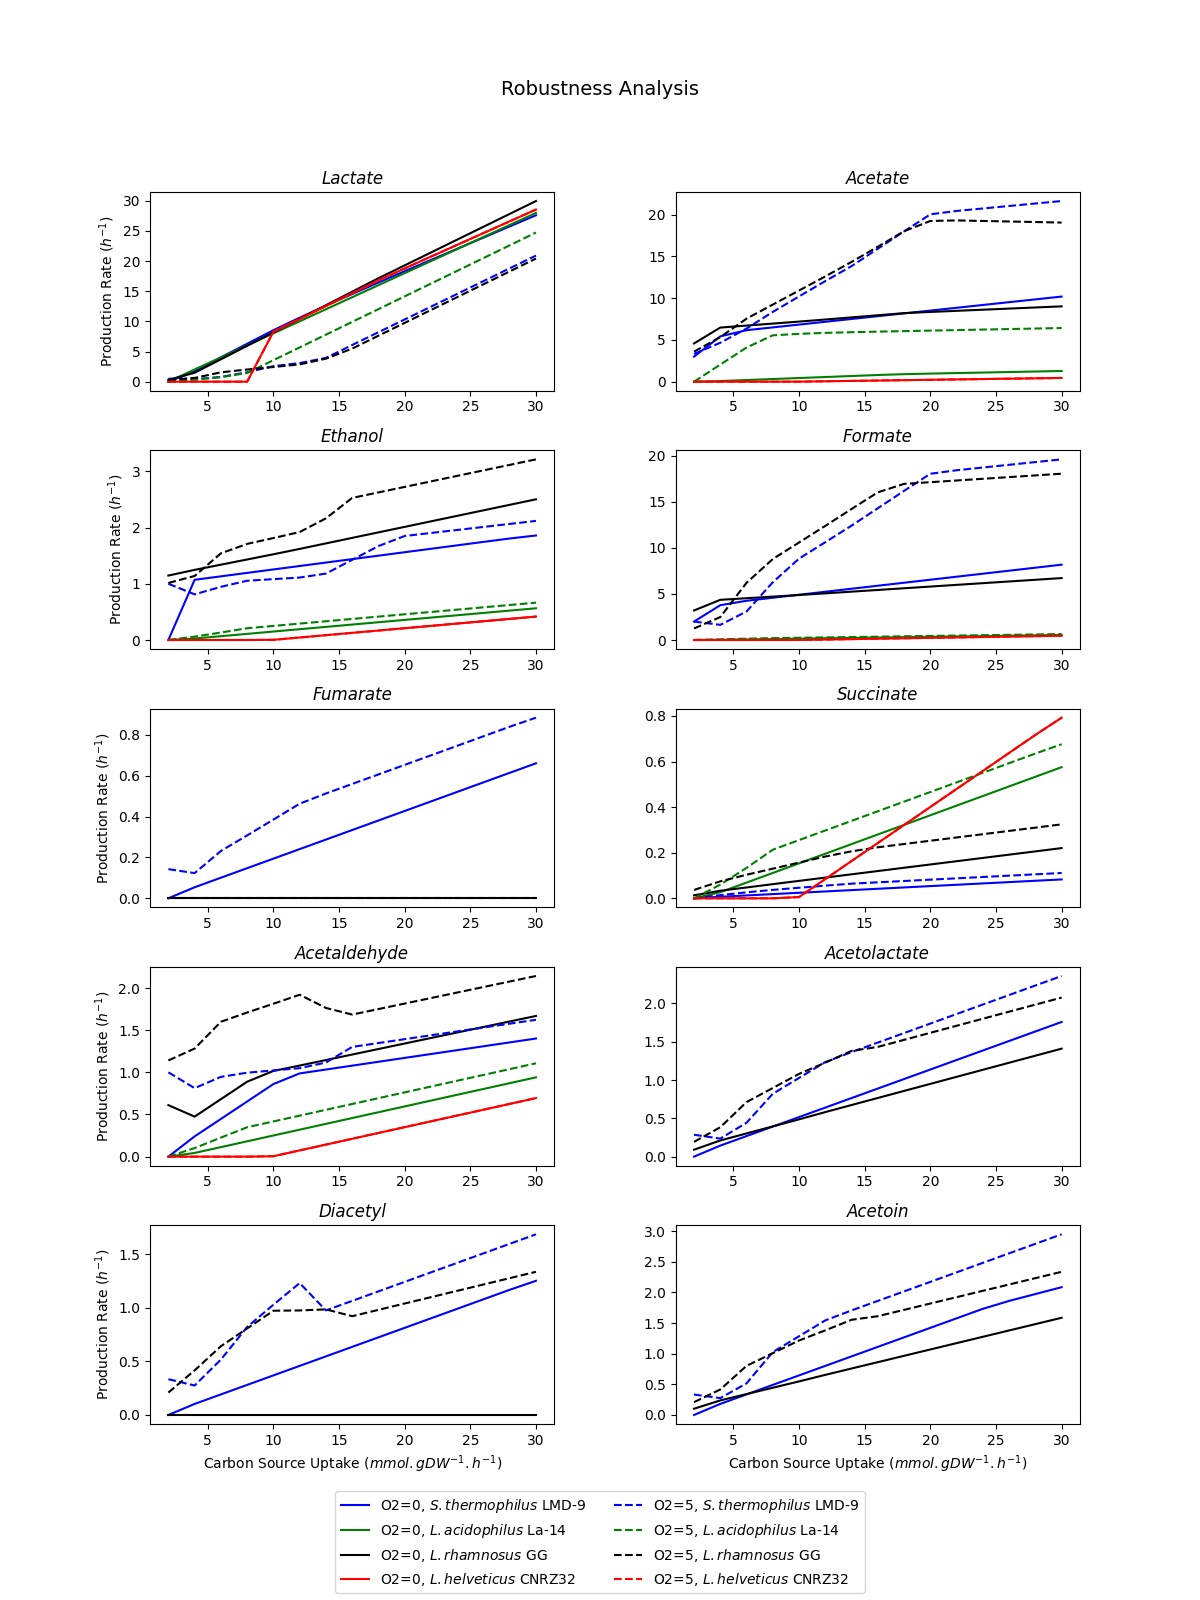 Robustness Analysis
Lactate
Acetate
Production Rate (h⁻¹)
30
25
20
15
10
5
0
5 10 15 20 25 30
20
15
10
5
0
5 10 15 20 25 30
Ethanol
Formate
Production Rate (h⁻¹)
3
2
1
0
5 10 15 20 25 30
20
15
10
5
0
5 10 15 20 25 30
Fumarate
Succinate
Production Rate (h⁻¹)
0.8
0.6
0.4
0.2
0.0
5 10 15 20 25 30
0.8
0.6
0.4
0.2
0.0
5 10 15 20 25 30
Acetaldehyde
Acetolactate
Production Rate (h⁻¹)
2.0
1.5
1.0
0.5
0.0
5 10 15 20 25 30
2.0
1.5
1.0
0.5
0.0
5 10 15 20 25 30
Diacetyl
Acetoin
Production Rate (h⁻¹)
1.5
1.0
0.5
0.0
5 10 15 20 25 30
Carbon Source Uptake (mmol.gDW⁻¹.h⁻¹)
3.0
2.5
2.0
1.5
1.0
0.5
0.0
5 10 15 20 25 30
Carbon Source Uptake (mmol.gDW⁻¹.h⁻¹)
O2=0, S.thermophilus LMD-9
O2=0, L.acidophilus La-14
O2=0, L.rhamnosus GG
O2=0, L.helveticus CNRZ32
O2=5, S.thermophilus LMD-9
O2=5, L.acidophilus La-14
O2=5, L.rhamnosus GG
O2=5, L.helveticus CNRZ32